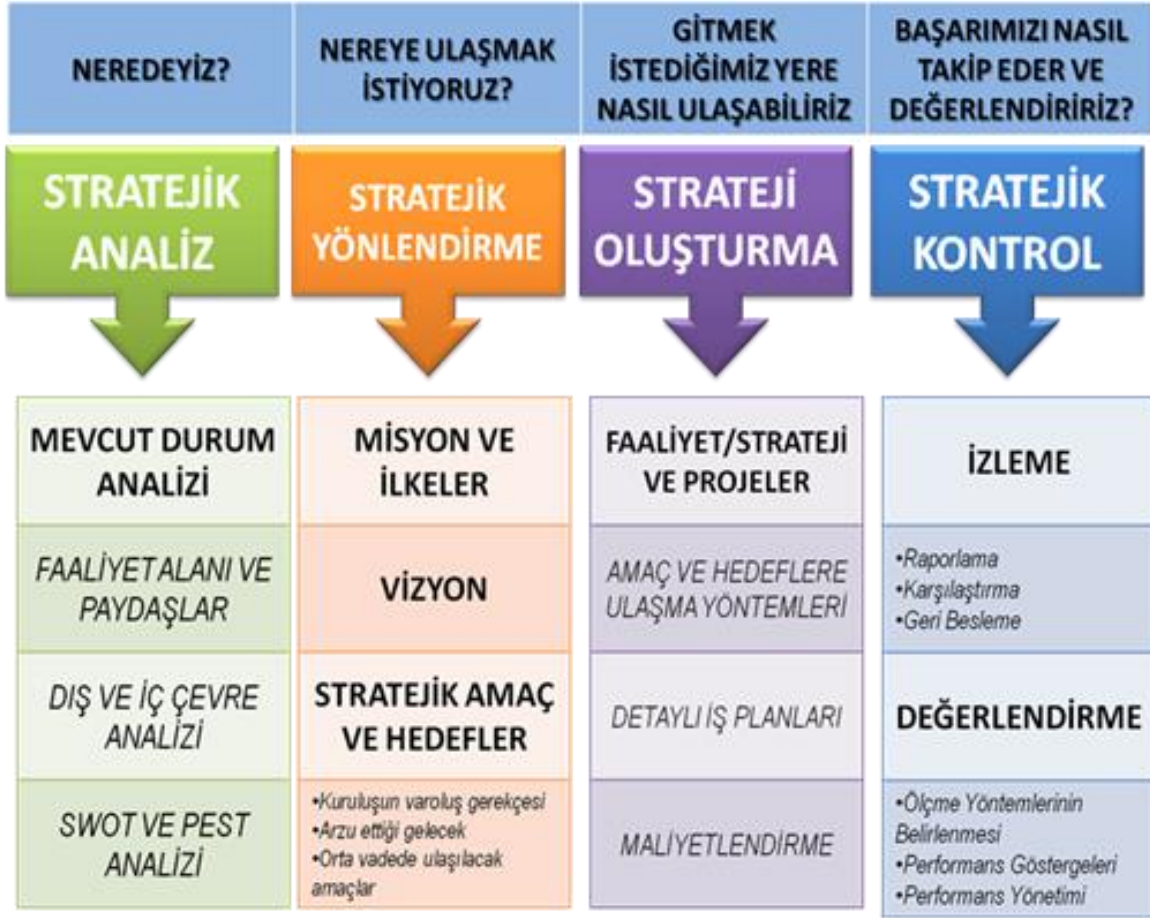 NEREDEYİZ?
NEREYE ULAŞMAK
İSTİYORUZ?
GİTMEK
İSTEDİĞİMİZ YERE
NASIL ULAŞABİLİRİZ
BAŞARIMIZI NASIL
TAKİP EDER VE
DEĞERLENDİRİRİZ?
STRATEJİK
ANALİZ
STRATEJİK
YÖNLENDİRME
STRATEJİ
OLUŞTURMA
STRATEJİK
KONTROL
MEVCUT DURUM
ANALİZİ
FAALİYET ALANI VE
PAYDAŞLAR
DIŞ VE İÇ ÇEVRE
ANALİZİ
SWOT VE PEST
ANALİZİ
MİSYON VE
İLKELER
VİZYON
STRATEJİK AMAÇ
VE HEDEFLER
•Kuruluşun varoluş gerekçesi
•Arzu ettiği gelecek
•Orta vadede ulaşılacak
amaçlar
FAALİYET/STRATEJİ
VE PROJELER
AMAÇ VE HEDEFLERE
ULAŞMA YÖNTEMLERİ
DETAYLI İŞ PLANLARI
MALİYETLENDİRME
İZLEME
•Raporlama
•Karşılaştırma
•Geri Besleme
DEĞERLENDİRME
•Ölçme Yöntemlerinin
Belirlenmesi
•Performans Göstergeleri
•Performans Yönetimi